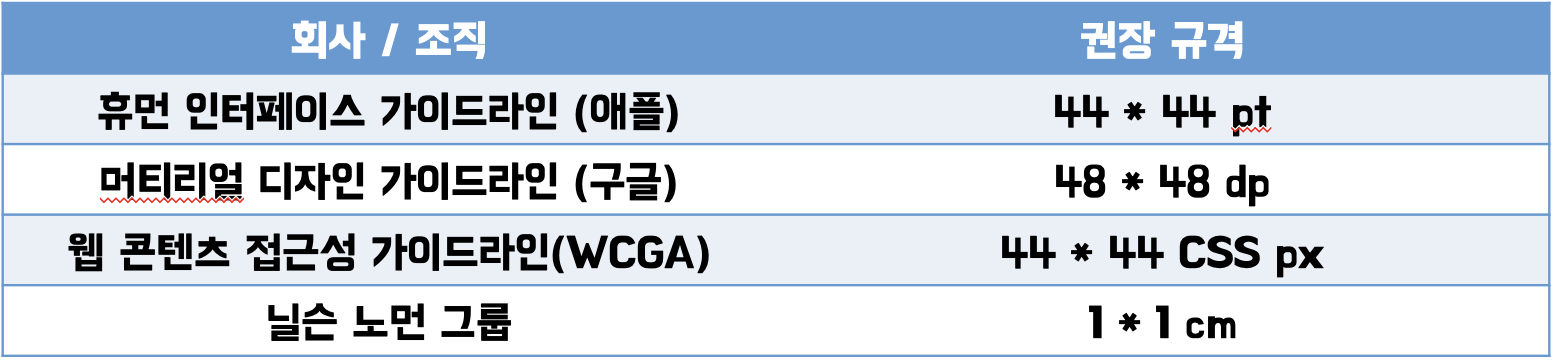 회사 / 조직 권장 규격
휴먼 인터페이스 가이드라인 (애플) 44 * 44 pt
머티리얼 디자인 가이드라인 (구글) 48 * 48 dp
웹 콘텐츠 접근성 가이드라인(WCGA) 44 * 44 CSS px
닐슨 노먼 그룹 1 * 1 cm